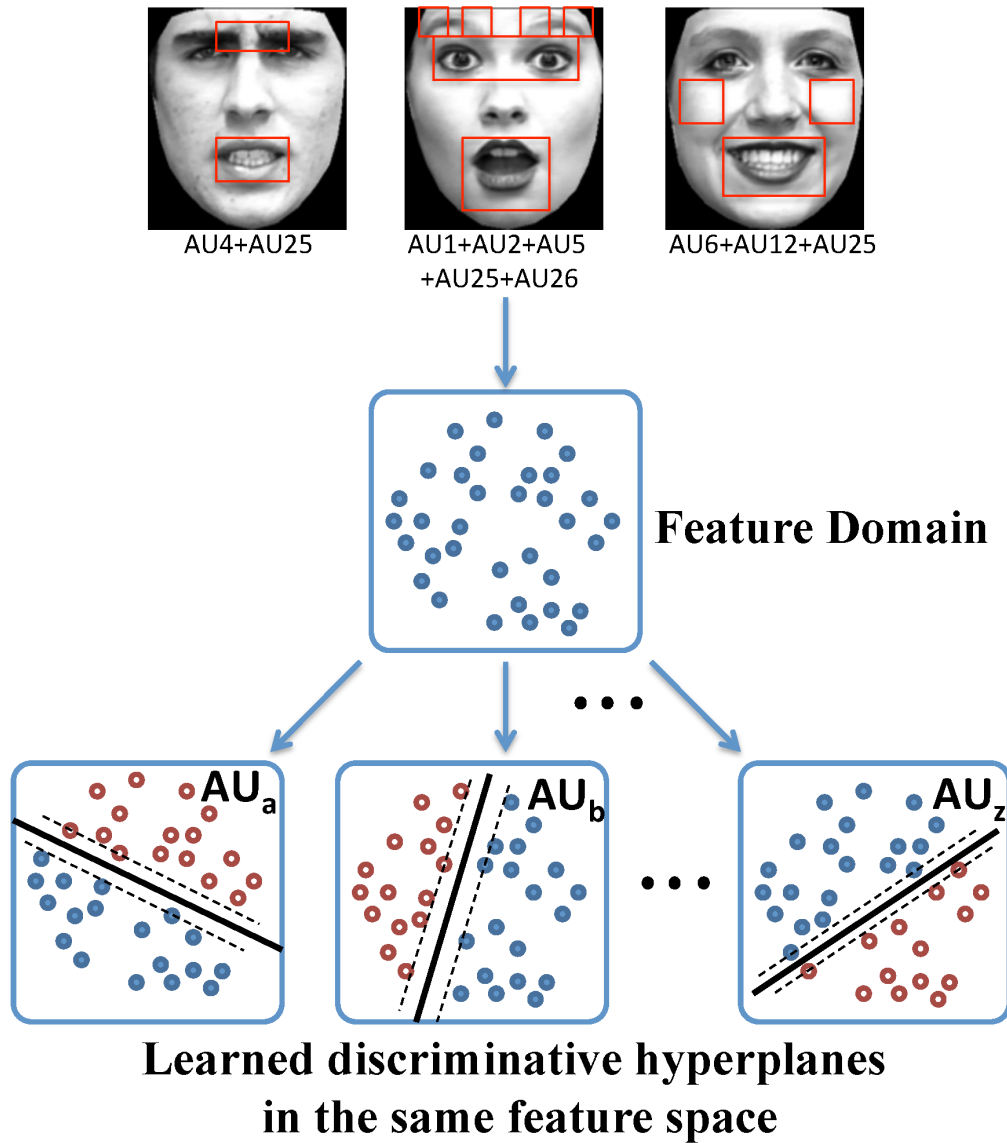 AU4+AU25
AU1+AU2+AU5
+AU25+AU26
AU6+AU12+AU25
Feature Domain
AUa
AUb
AUz
Learned discriminative hyperplanes
in the same feature space